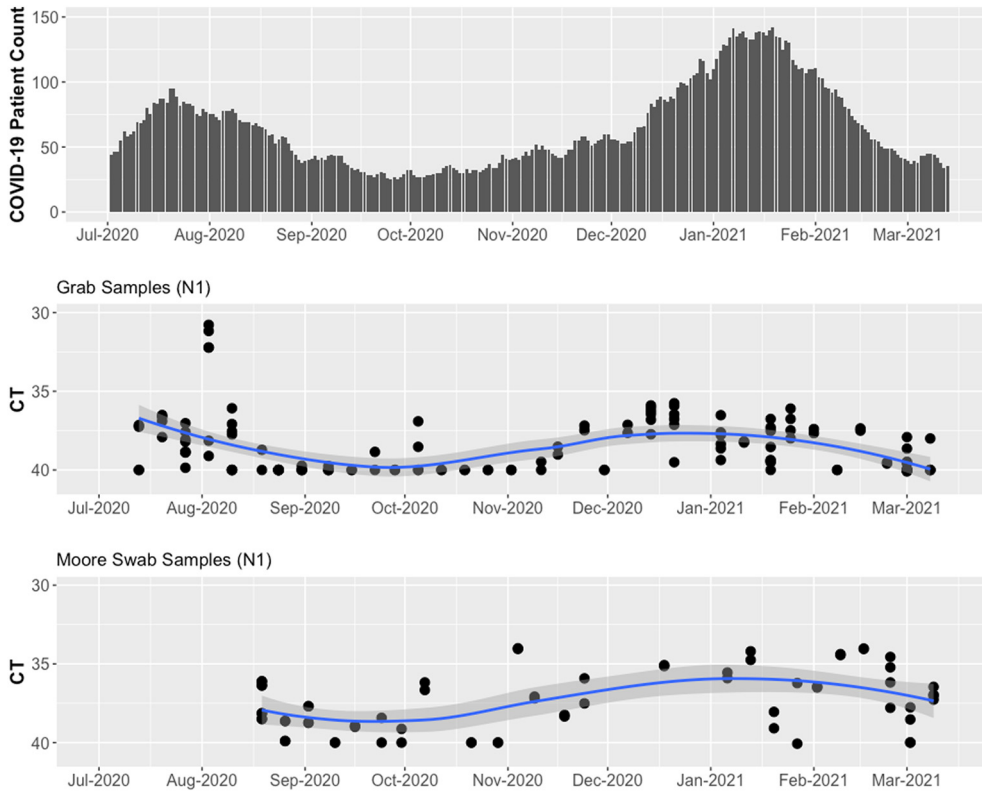 COVID-19 Patient Count
150
100
50
0
Jul-2020 Aug-2020 Sep-2020 Oct-2020 Nov-2020 Dec-2020 Jan-2021 Feb-2021 Mar-2021
Grab Samples (N1)
CT
30
35
40
Jul-2020 Aug-2020 Sep-2020 Oct-2020 Nov-2020 Dec-2020 Jan-2021 Feb-2021 Mar-2021
Moore Swab Samples (N1)
CT
30
35
40
Jul-2020 Aug-2020 Sep-2020 Oct-2020 Nov-2020 Dec-2020 Jan-2021 Feb-2021 Mar-2021